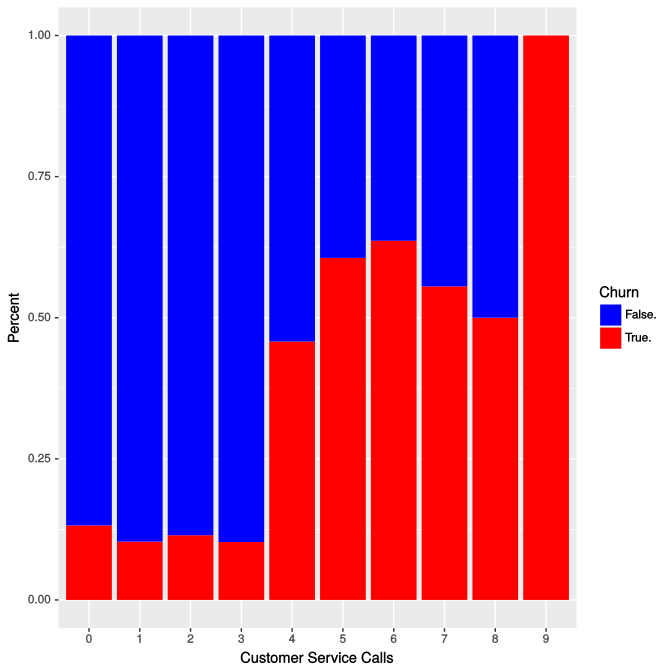 1.00
0.75
0.50
0.25
0.00
Percent
0 1 2 3 4 5 6 7 8 9
Customer Service Calls
Churn
False.
True.